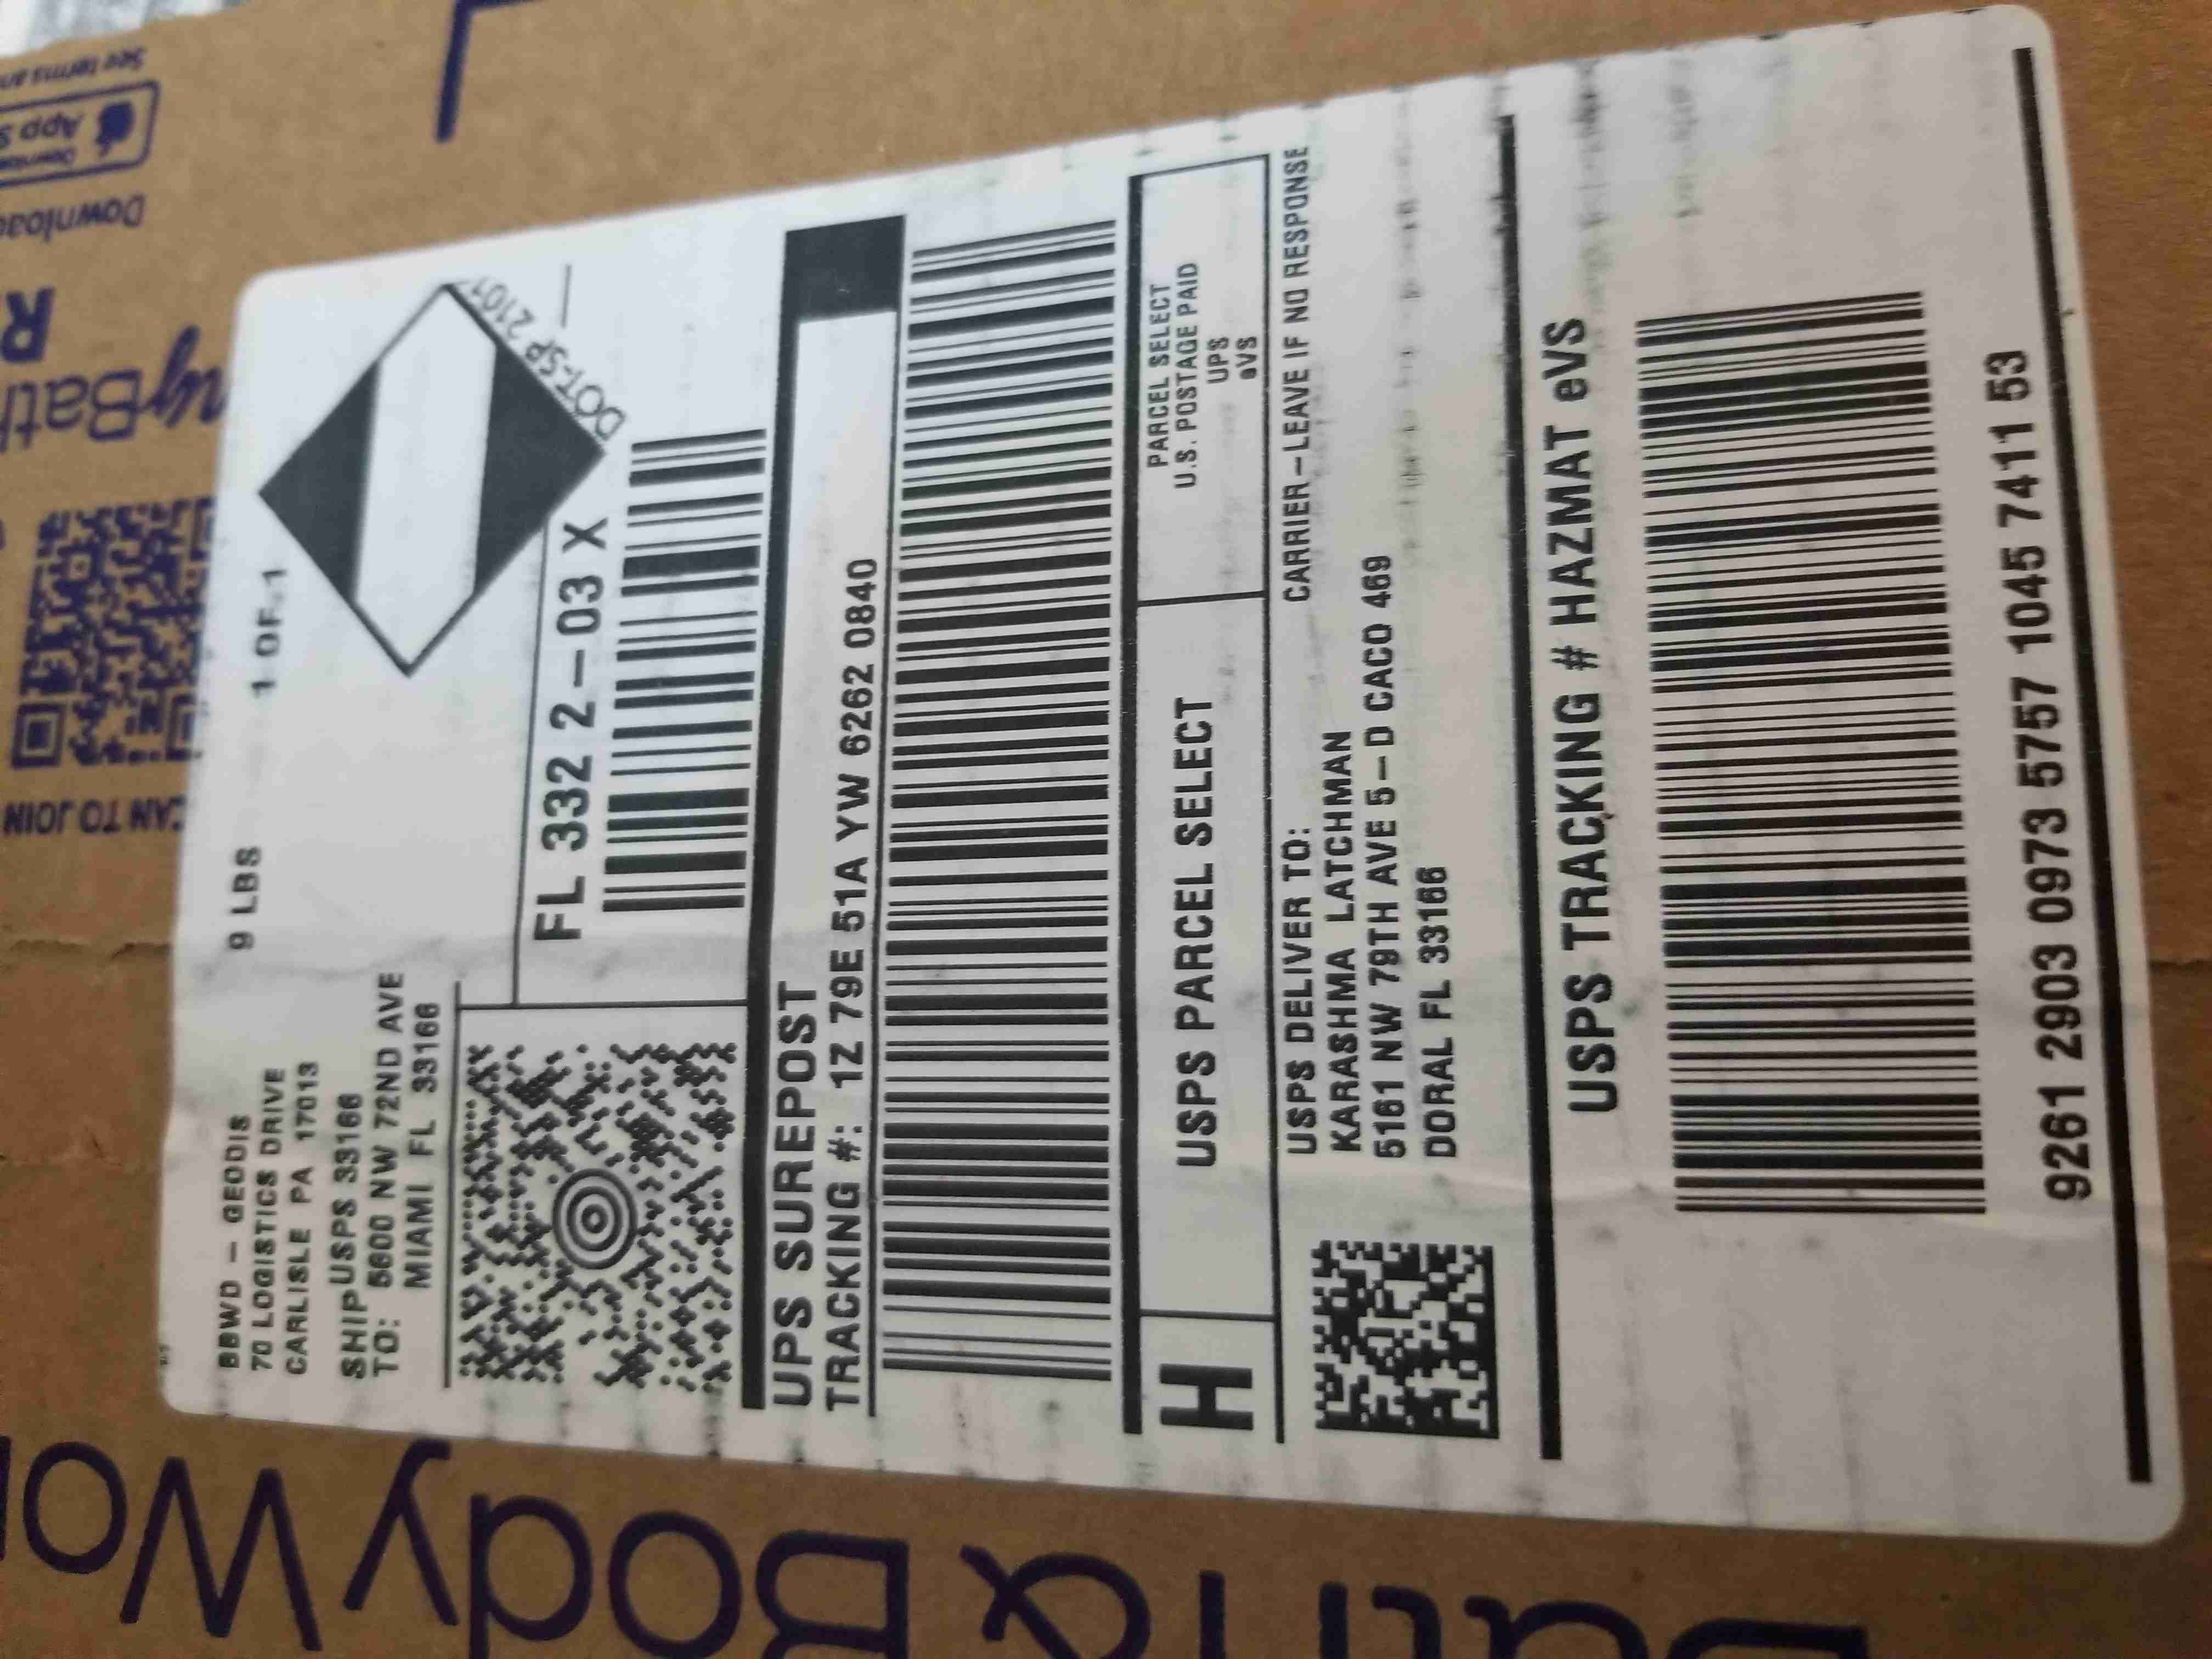 BBWD - GEODIS
70 LOGISTICS DRIVE
CARLISLE PA 17013
9 LBS
1 OF 1
SHIP USPS 33166
TO: 5600 NW 72ND AVE
MIAMI FL 33166
DOT-SP 2110
FL 332 2-03 X
UPS SUREPOST
TRACKING #: 1Z 79E 51A YW 6262 0840
H
USPS PARCEL SELECT
PARCEL SELECT
U.S. POSTAGE PAID
UPS
eVS
USPS DELIVER TO:
CARRIER-LEAVE IF NO RESPONSE
KARASHMA LATCHMAN
5161 NW 79TH AVE 5-D CACO 469
DORAL FL 33166
USPS TRACKING # HAZMAT eVS
9261 2903 0973 5757 1045 7411 53
Bath & Body
TO JOIN
Bath
R
App
See terms